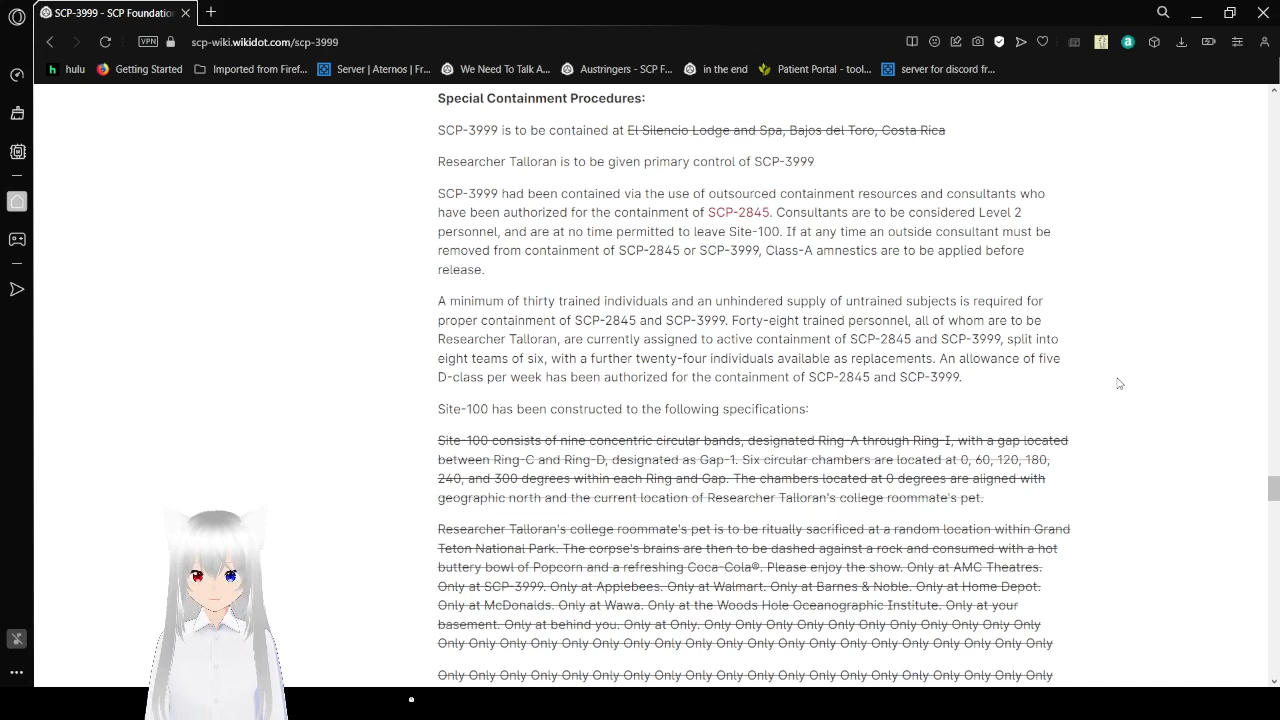 SCP-3999 - SCP Foundatio
scp-wiki.wikidot.com/scp-3999
VPN
hulu
Getting Started
Imported from Firef...
Server | Aternos | Fr...
We Need To Talk A...
Austringers - SCP F...
in the end
Patient Portal - tool...
server for discord fr...
Special Containment Procedures:
SCP-3999 is to be contained at El Silencio Lodge and Spa, Bajos del Toro, Costa Rica
Researcher Talloran is to be given primary control of SCP-3999
SCP-3999 had been contained via the use of outsourced containment resources and consultants who
have been authorized for the containment of SCP-2845. Consultants are to be considered Level 2
personnel, and are at no time permitted to leave Site-100. If at any time an outside consultant must be
removed from containment of SCP-2845 or SCP-3999, Class-A amnestics are to be applied before
release.
A minimum of thirty trained individuals and an unhindered supply of untrained subjects is required for
proper containment of SCP-2845 and SCP-3999. Forty-eight trained personnel, all of whom are to be
Researcher Talloran, are currently assigned to active containment of SCP-2845 and SCP-3999, split into
eight teams of six, with a further twenty-four individuals available as replacements. An allowance of five
D-class per week has been authorized for the containment of SCP-2845 and SCP-3999.
Site-100 has been constructed to the following specifications:
Site-100 consists of nine concentric circular bands, designated Ring-A through Ring-I, with a gap located
between Ring-C and Ring-D, designated as Gap-1. Six circular chambers are located at 0, 60, 120, 180,
240, and 300 degrees within each Ring and Gap. The chambers located at 0 degrees are aligned with
geographic north and the current location of Researcher Talloran's college roommate's pet.
Researcher Talloran's college roommate's pet is to be ritually sacrificed at a random location within Grand
Teton National Park. The corpse's brains are then to be dashed against a rock and consumed with a hot
buttery bowl of Popcorn and a refreshing Coca-Cola®. Please enjoy the show. Only at AMC Theatres.
Only at SCP-3999. Only at Applebees. Only at Walmart. Only at Barnes & Noble. Only at Home Depot.
Only at McDonalds. Only at Wawa. Only at the Woods Hole Oceanographic Institute. Only at your
basement. Only at behind you. Only at Only. Only Only Only Only Only Only Only Only Only Only Only
Only Only Only Only Only Only Only Only Only Only Only Only Only Only Only Only Only Only Only Only
Only Only Only Only Only Only Only Only Only Only Only Only Only Only Only Only Only Only Only Only